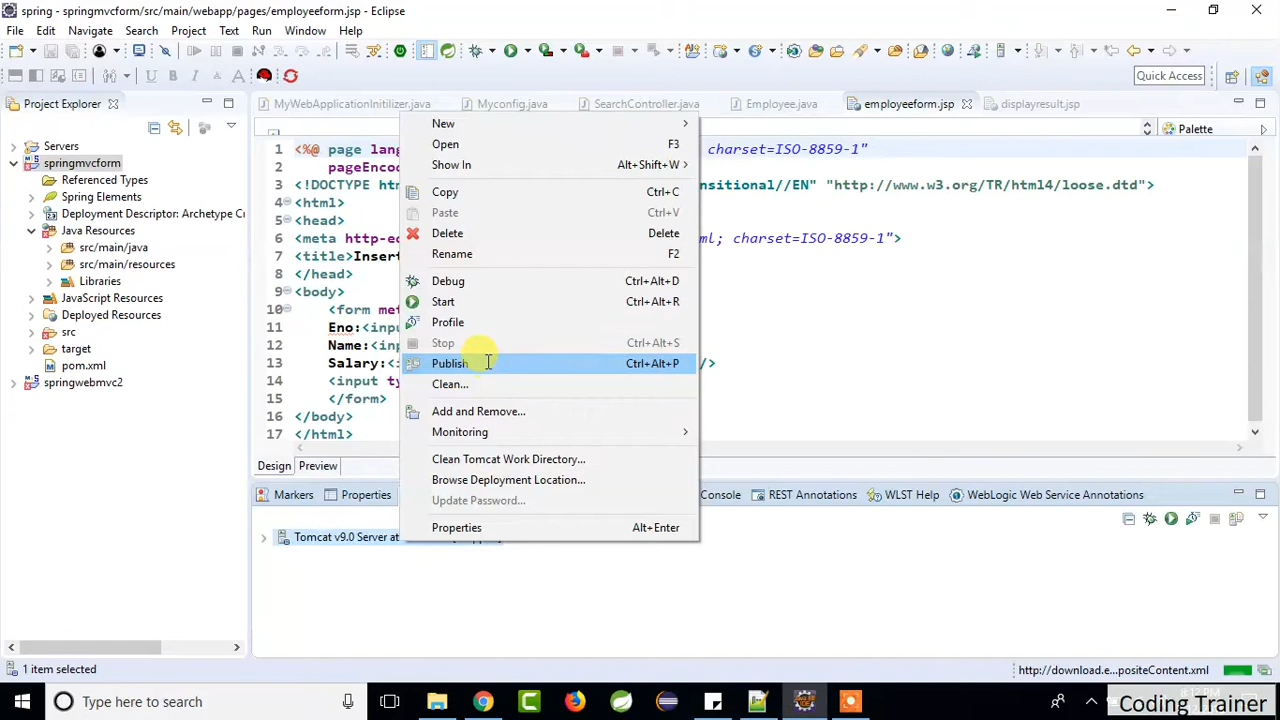 spring - springmvcform/src/main/webapp/pages/employeeform.jsp - Eclipse
File Edit Navigate Search Project Text Run Window Help
Quick Access
Project Explorer
Servers
springmvcform
Referenced Types
Spring Elements
Deployment Descriptor: Archetype C
Java Resources
src/main/java
src/main/resources
Libraries
JavaScript Resources
Deployed Resources
src
target
pom.xml
springwebmvc2
MyWebApplicationInitilizer.java Myconfig.java SearchController.java Employee.java employeeform.jsp displayresult.jsp
Palette
1 <%@ page lang charset=ISO-8859-1"
2 pageEncod
3 <!DOCTYPE htm ansitional//EN" "http://www.w3.org/TR/html4/loose.dtd">
4 <html>
5 <head>
6 <meta http-eq ml; charset=ISO-8859-1">
7 <title>Insert
8 </head>
9 <body>
10 <form met
11 Eno:<inpu
12 Name:<inp
13 Salary:<i />
14 <input ty
15 </form>
16 </body>
17 </html>
New
Open F3
Show In Alt+Shift+W
Copy Ctrl+C
Paste Ctrl+V
Delete Delete
Rename F2
Debug Ctrl+Alt+D
Start Ctrl+Alt+R
Profile
Stop Ctrl+Alt+S
Publish Ctrl+Alt+P
Clean...
Add and Remove...
Monitoring
Clean Tomcat Work Directory...
Browse Deployment Location...
Update Password...
Properties Alt+Enter
Design Preview
Markers Properties Console REST Annotations WLST Help WebLogic Web Service Annotations
Tomcat v9.0 Server at
1 item selected
http://download.e...positeContent.xml
Type here to search
Coding Trainer